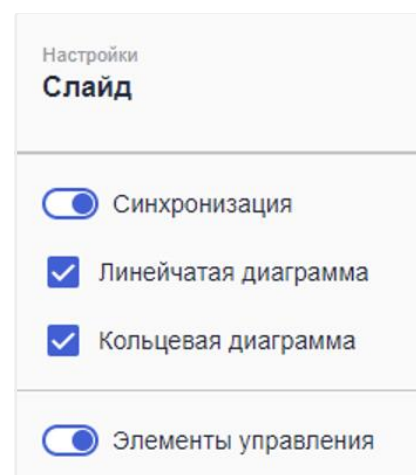 Настройки
Слайд
Синхронизация
Линейчатая диаграмма
Кольцевая диаграмма
Элементы управления